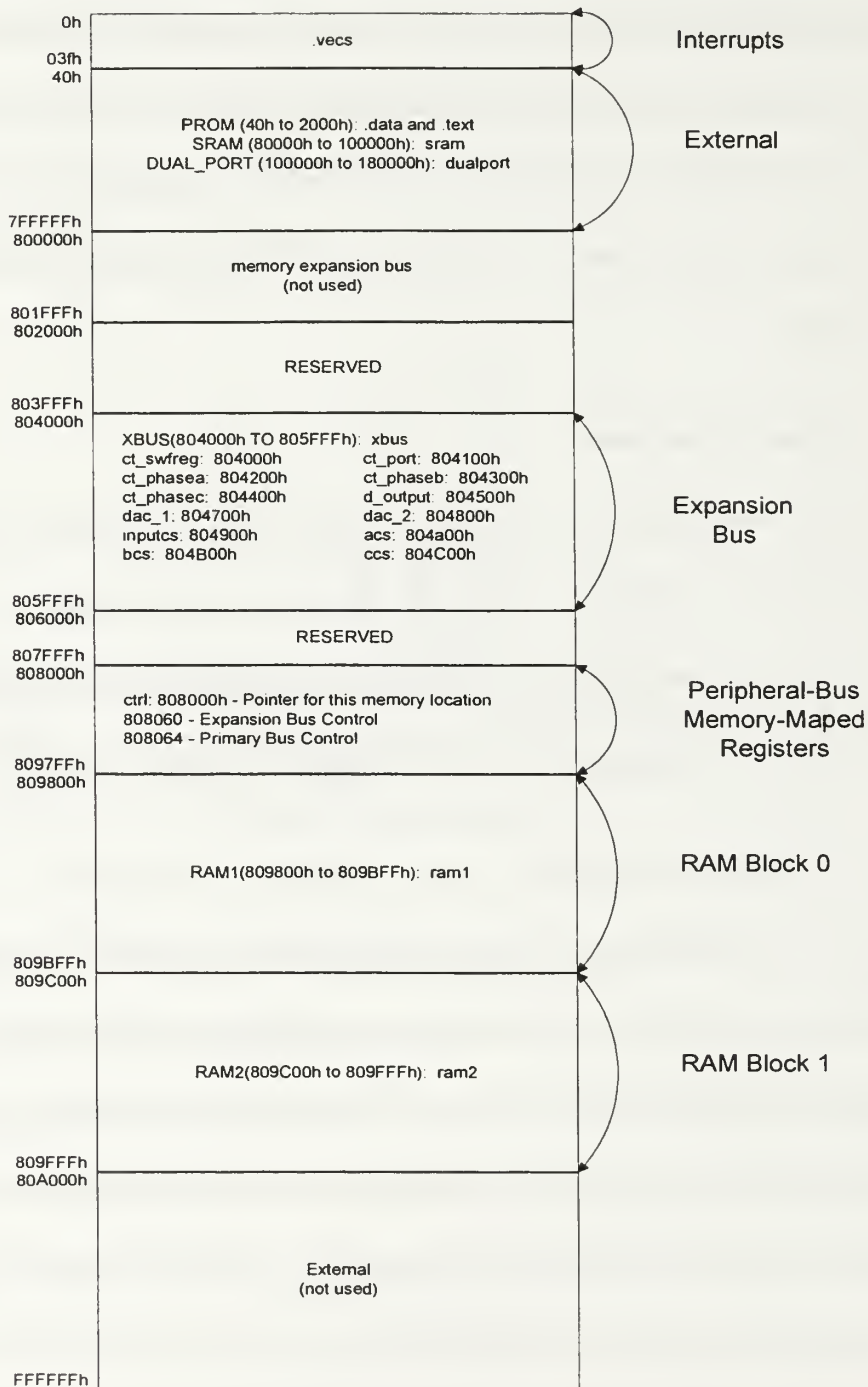 0h
.vecs
Interrupts
03fh
40h
PROM (40h to 2000h): .data and .text
SRAM (80000h to 100000h): sram
DUAL_PORT (100000h to 180000h): dualport
External
7FFFFFh
800000h
memory expansion bus
(not used)
801FFFh
802000h
RESERVED
803FFFh
804000h
XBUS(804000h TO 805FFFh): xbus
ct_swfreg: 804000h ct_port: 804100h
ct_phasea: 804200h ct_phaseb: 804300h
ct_phasec: 804400h d_output: 804500h
dac_1: 804700h dac_2: 804800h
inputcs: 804900h acs: 804a00h
bcs: 804B00h ccs: 804C00h
Expansion
Bus
805FFFh
806000h
RESERVED
807FFFh
808000h
ctrl: 808000h - Pointer for this memory location
808060 - Expansion Bus Control
808064 - Primary Bus Control
Peripheral-Bus
Memory-Maped
Registers
8097FFh
809800h
RAM1(809800h to 809BFFh): ram1
RAM Block 0
809BFFh
809C00h
RAM2(809C00h to 809FFFh): ram2
RAM Block 1
809FFFh
80A000h
External
(not used)
FFFFFFh